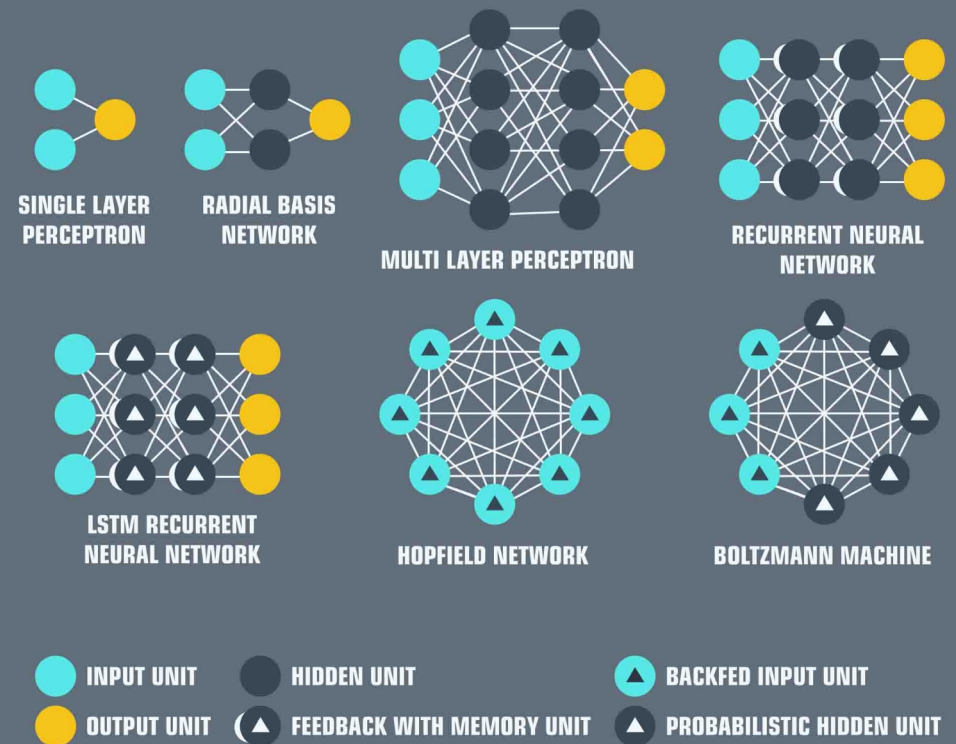 SINGLE LAYER
PERCEPTRON
RADIAL BASIS
NETWORK
MULTI LAYER PERCEPTRON
RECURRENT NEURAL
NETWORK
LSTM RECURRENT
NEURAL NETWORK
HOPFIELD NETWORK
BOLTZMANN MACHINE
INPUT UNIT
HIDDEN UNIT
BACKFED INPUT UNIT
OUTPUT UNIT
FEEDBACK WITH MEMORY UNIT
PROBABILISTIC HIDDEN UNIT